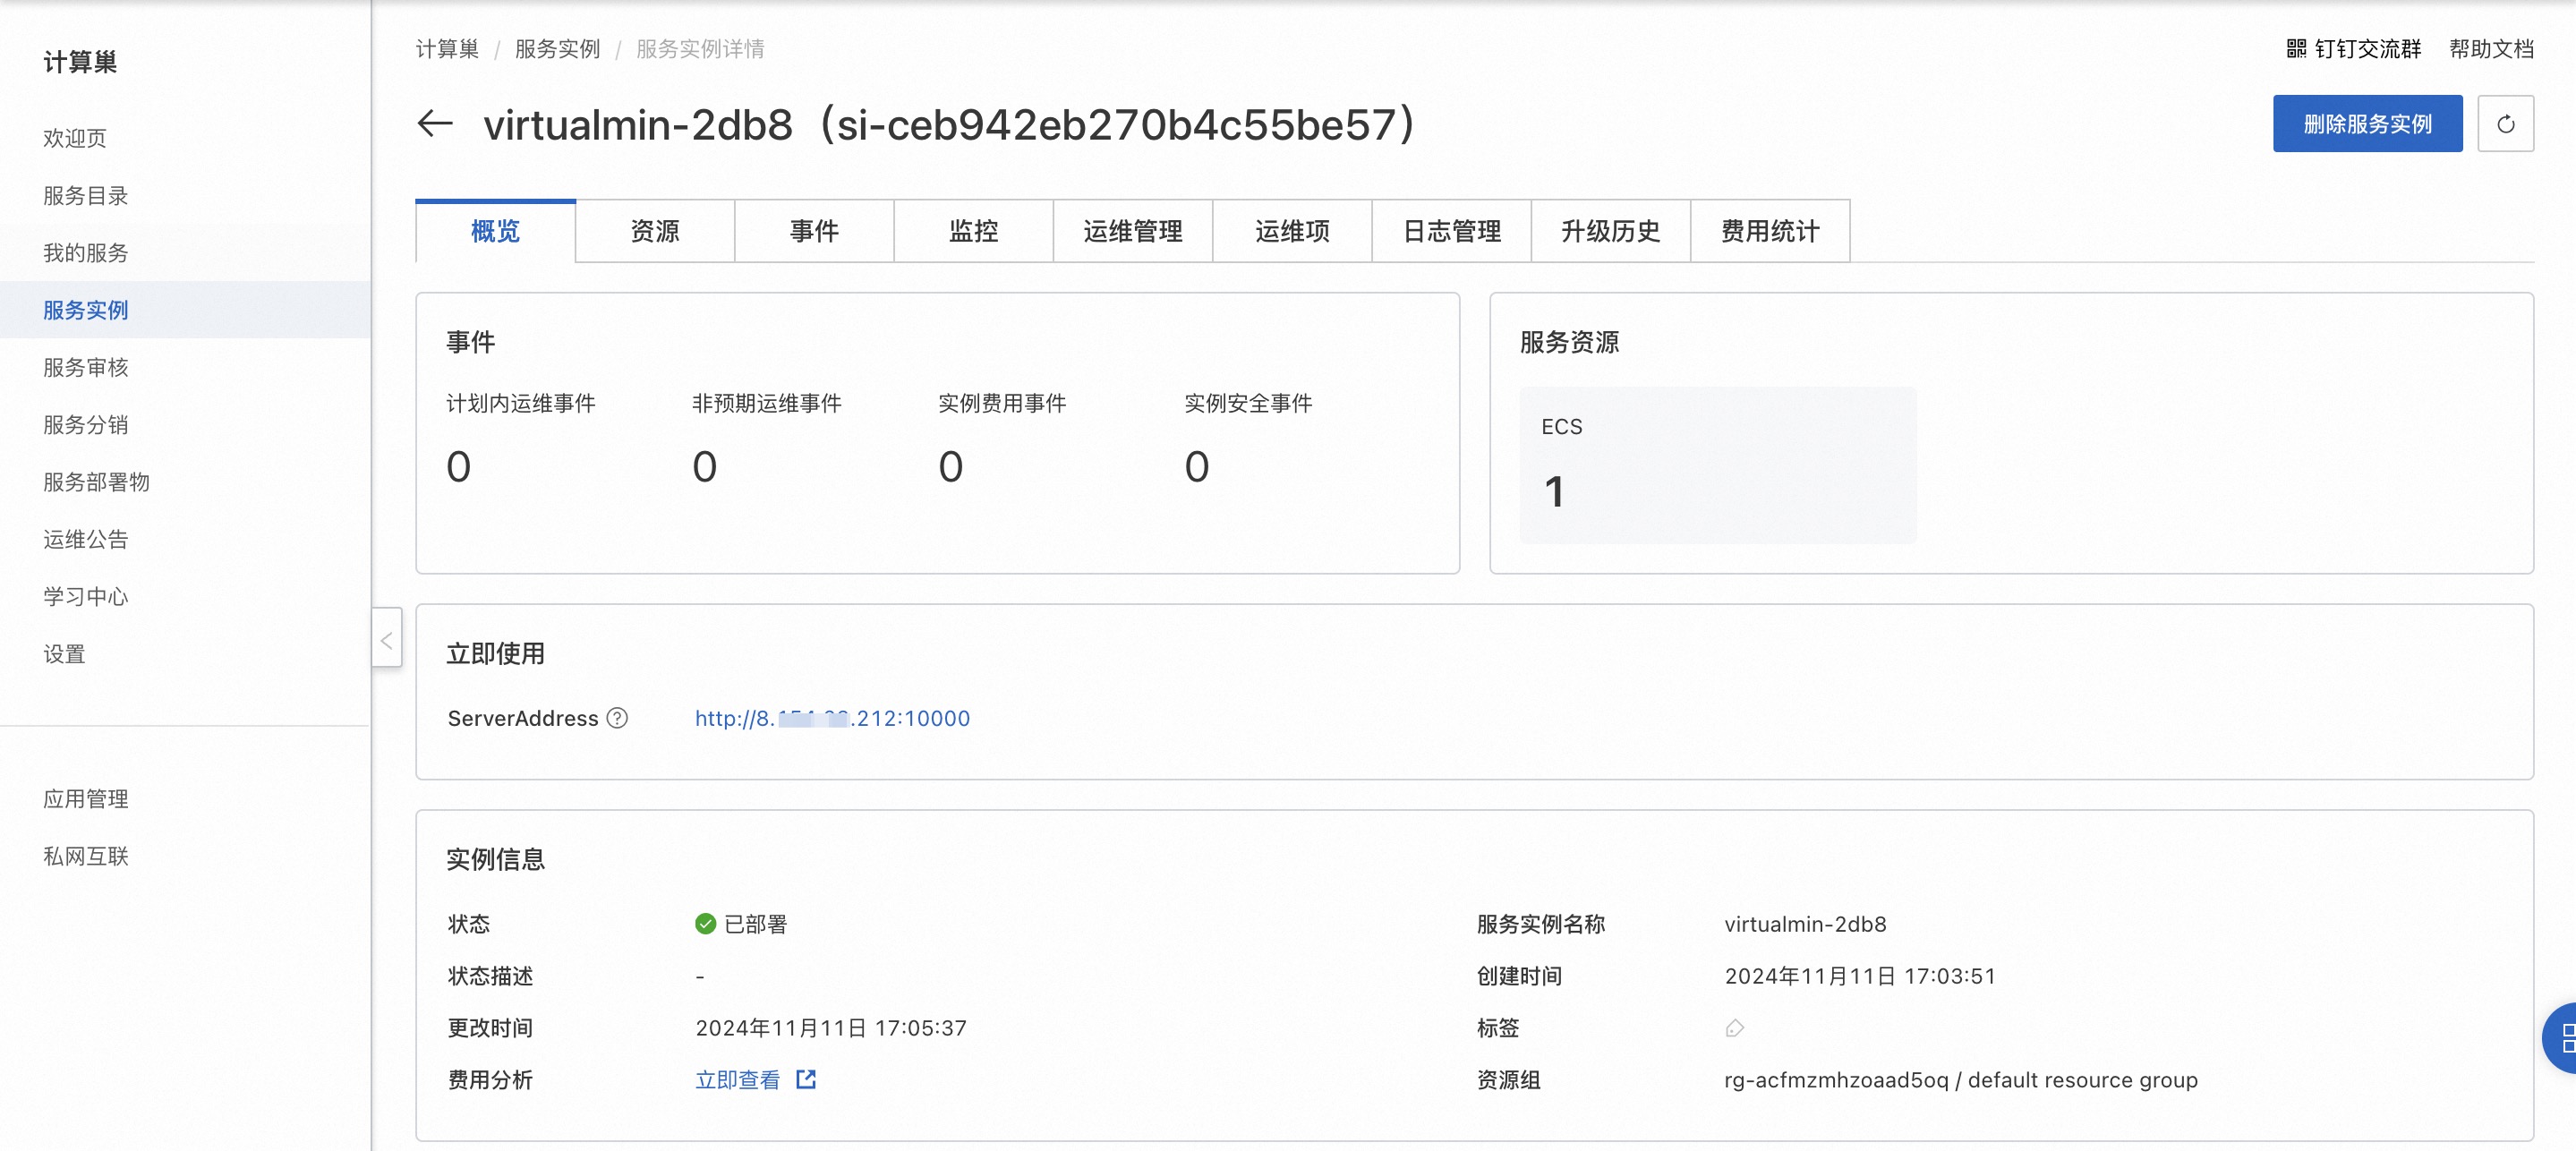 计算巢
欢迎页
服务目录
我的服务
服务实例
服务审核
服务分销
服务部署物
运维公告
学习中心
设置
应用管理
私网互联
计算巢 / 服务实例 / 服务实例详情
钉钉交流群 帮助文档
virtualmin-2db8（si-ceb942eb270b4c55be57）
删除服务实例
概览 资源 事件 监控 运维管理 运维项 日志管理 升级历史 费用统计
事件
计划内运维事件 非预期运维事件 实例费用事件 实例安全事件
0 0 0 0
服务资源
ECS
1
立即使用
ServerAddress http://8. .212:10000
实例信息
状态 已部署 服务实例名称 virtualmin-2db8
状态描述 - 创建时间 2024年11月11日 17:03:51
更改时间 2024年11月11日 17:05:37 标签
费用分析 立即查看 资源组 rg-acfmzmhzoaad5oq / default resource group